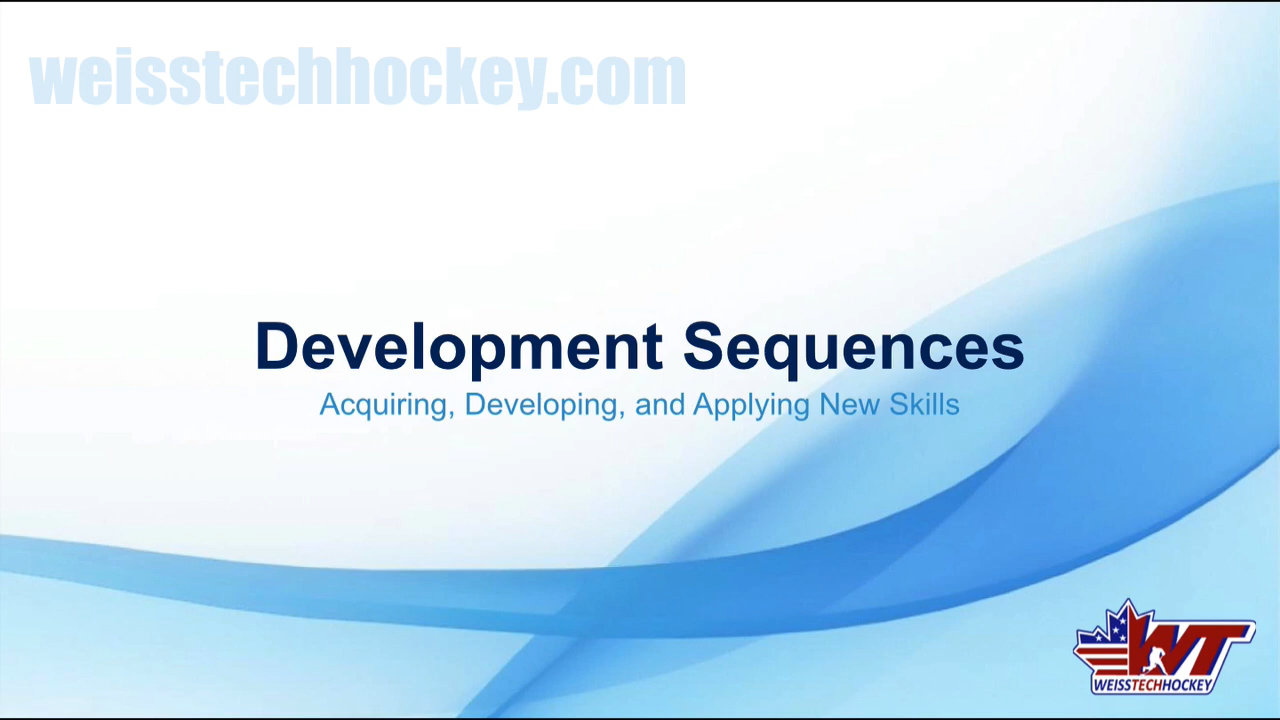 weisstechhockey.com
Development Sequences
Acquiring, Developing, and Applying New Skills
WT
WEISSTECHHOCKEY